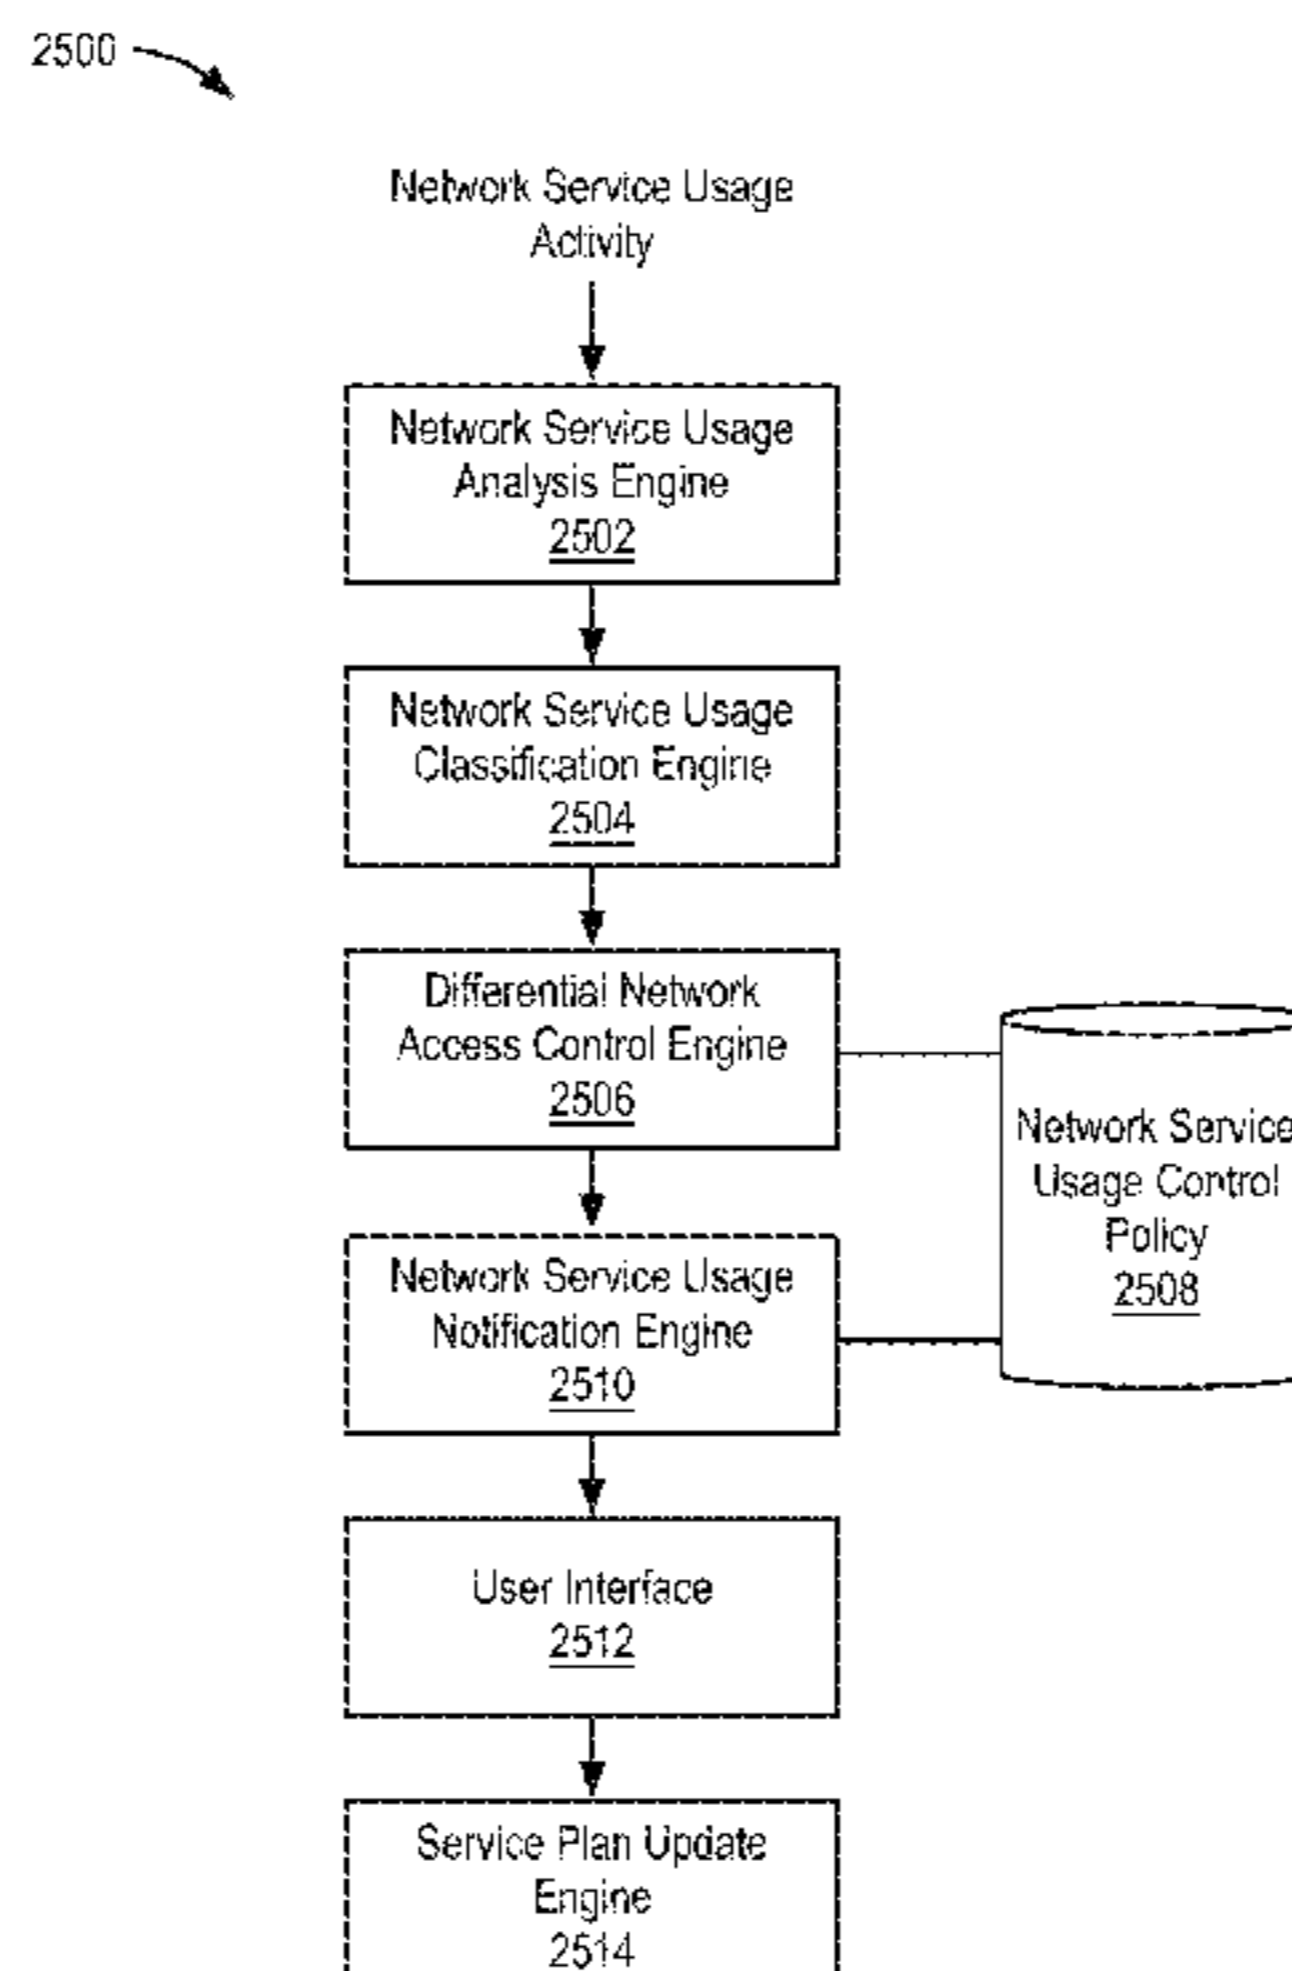 2500
Network Service Usage
Activity
Network Service Usage
Analysis Engine
2502
Network Service Usage
Classification Engine
2504
Differential Network
Access Control Engine
2506
Network Service
Usage Control
Policy
2508
Network Service Usage
Notification Engine
2510
User Interface
2512
Service Plan Update
Engine
2514